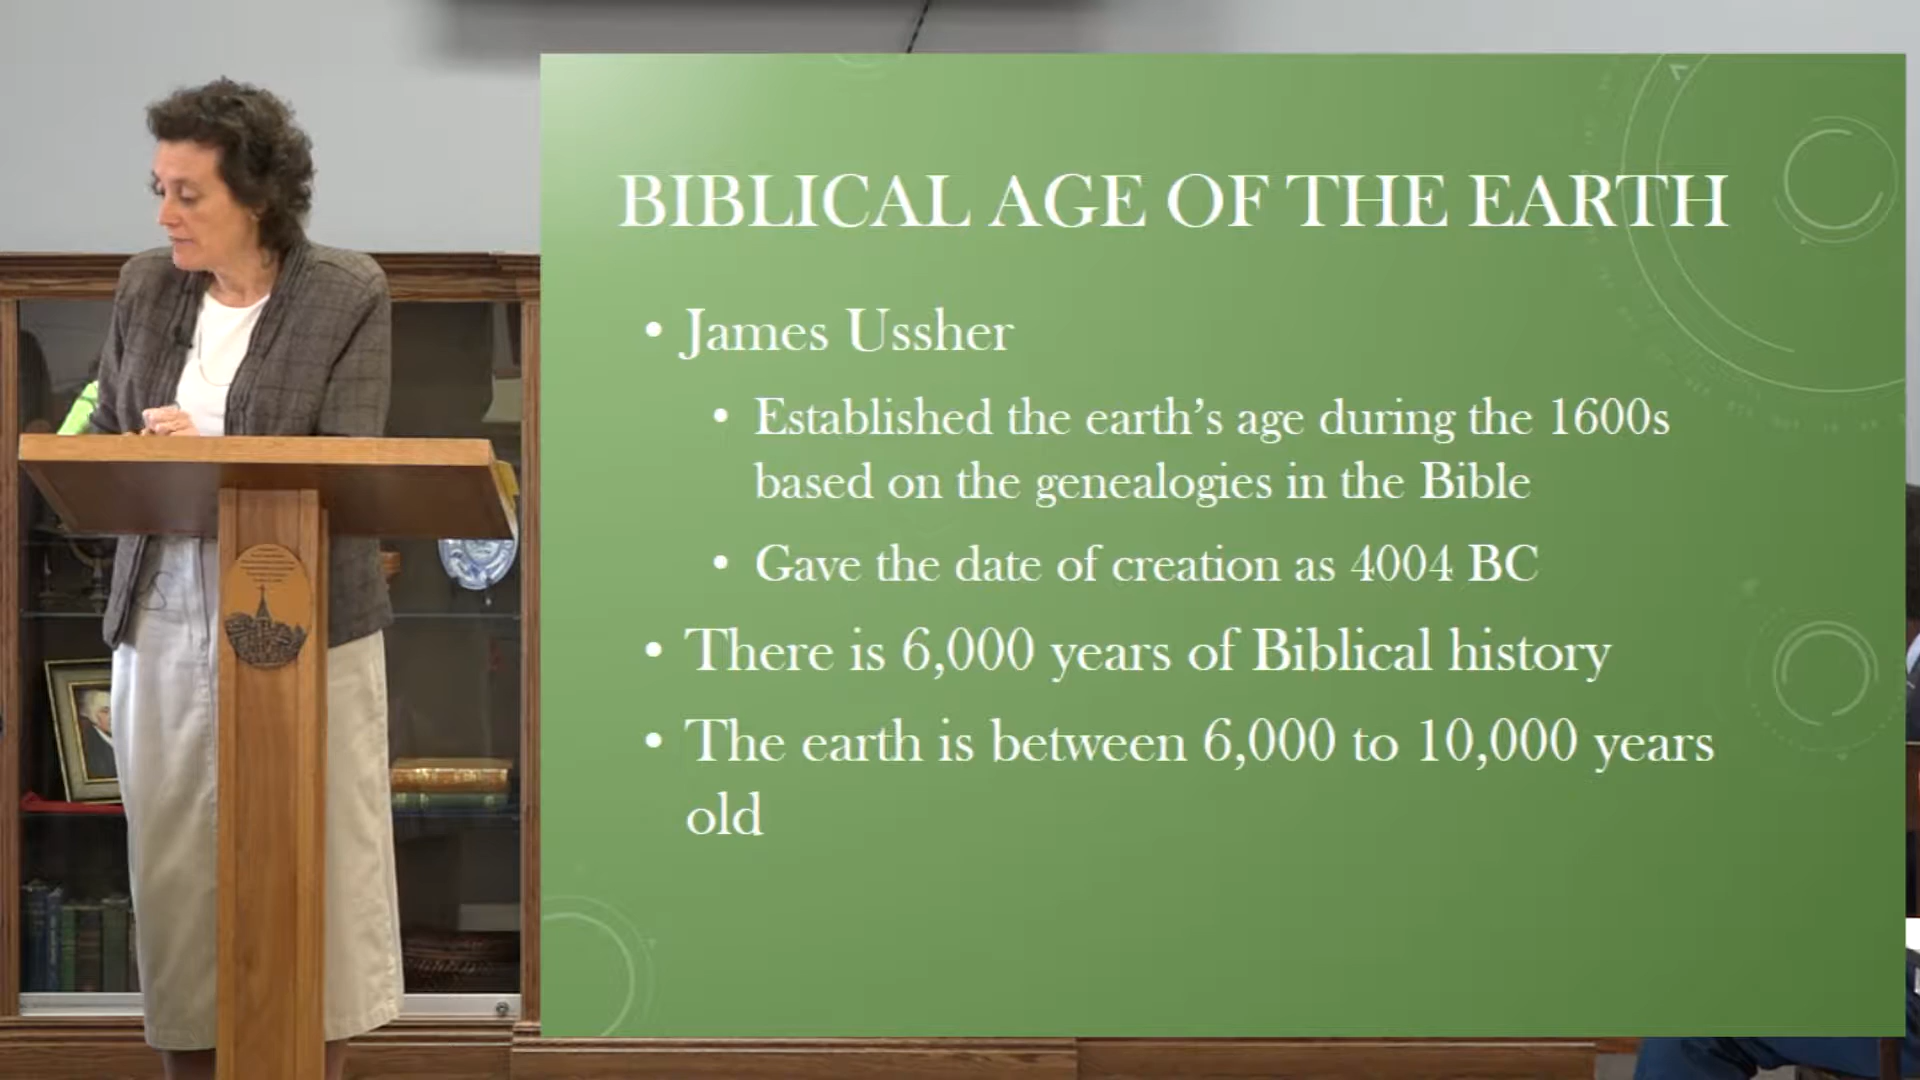 BIBLICAL AGE OF THE EARTH
• James Ussher
• Established the earth’s age during the 1600s
based on the genealogies in the Bible
• Gave the date of creation as 4004 BC
• There is 6,000 years of Biblical history
• The earth is between 6,000 to 10,000 years
old